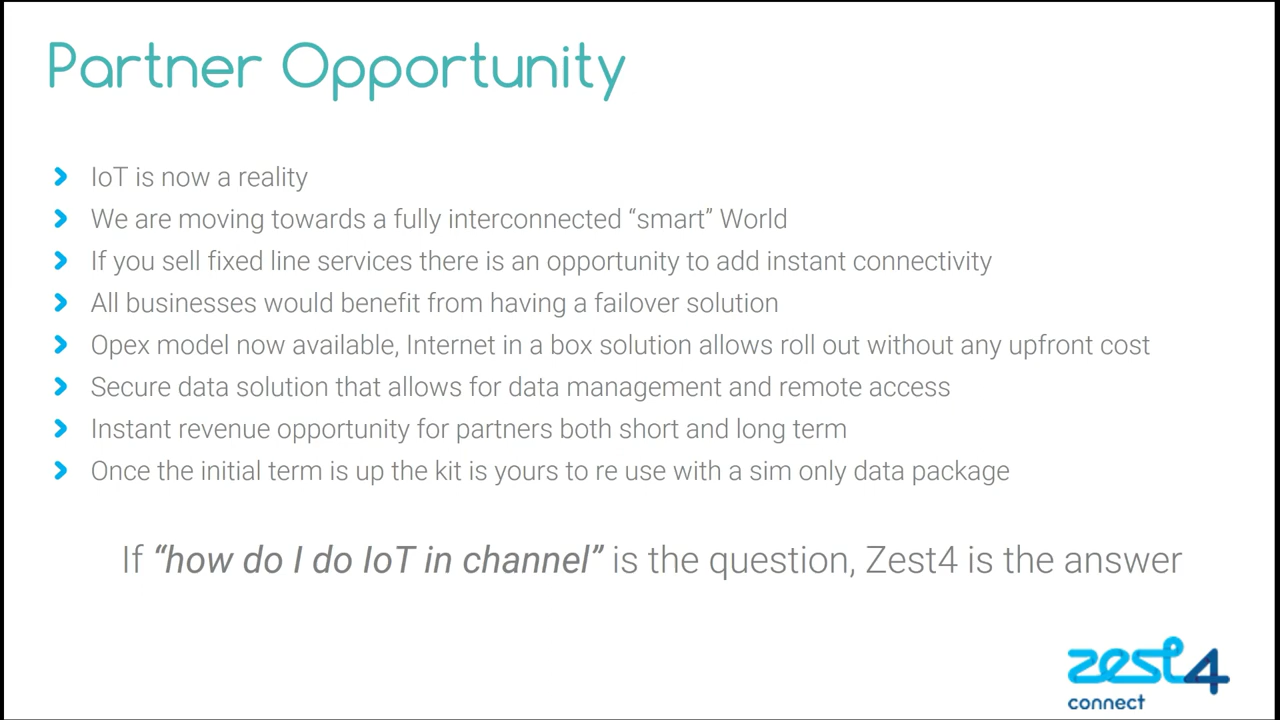 Partner Opportunity
IoT is now a reality
We are moving towards a fully interconnected “smart” World
If you sell fixed line services there is an opportunity to add instant connectivity
All businesses would benefit from having a failover solution
Opex model now available, Internet in a box solution allows roll out without any upfront cost
Secure data solution that allows for data management and remote access
Instant revenue opportunity for partners both short and long term
Once the initial term is up the kit is yours to re use with a sim only data package
If “how do I do IoT in channel” is the question, Zest4 is the answer
zest4
connect